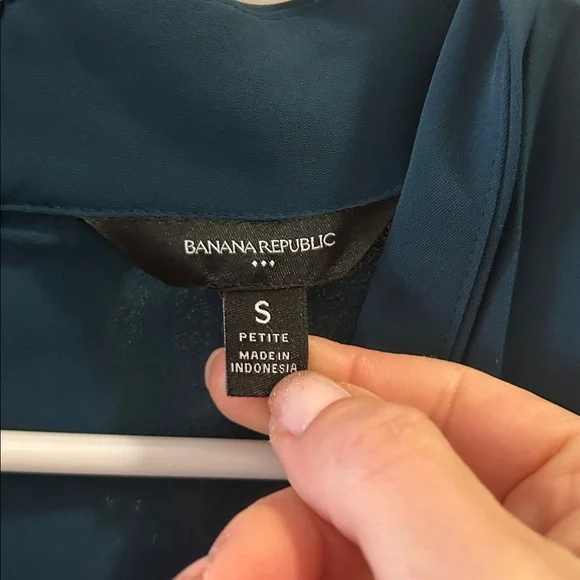 BANANA REPUBLIC
S
PETITE
MADE IN
INDONESIA